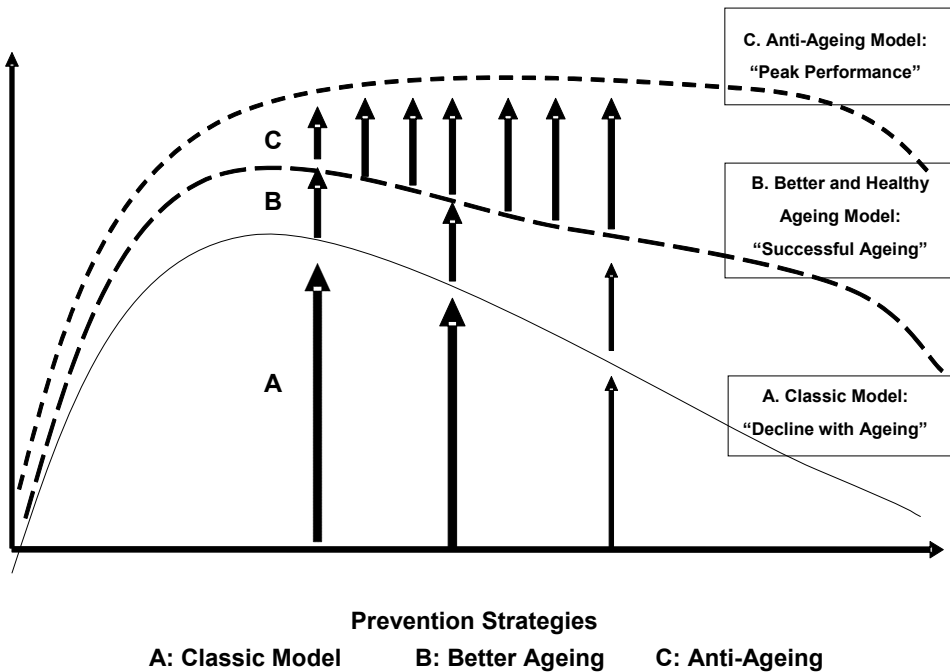 C. Anti-Ageing Model:
“Peak Performance”
C
B. Better and Healthy
Ageing Model:
“Successful Ageing”
B
A
A. Classic Model:
“Decline with Ageing”
Prevention Strategies
A: Classic Model B: Better Ageing C: Anti-Ageing